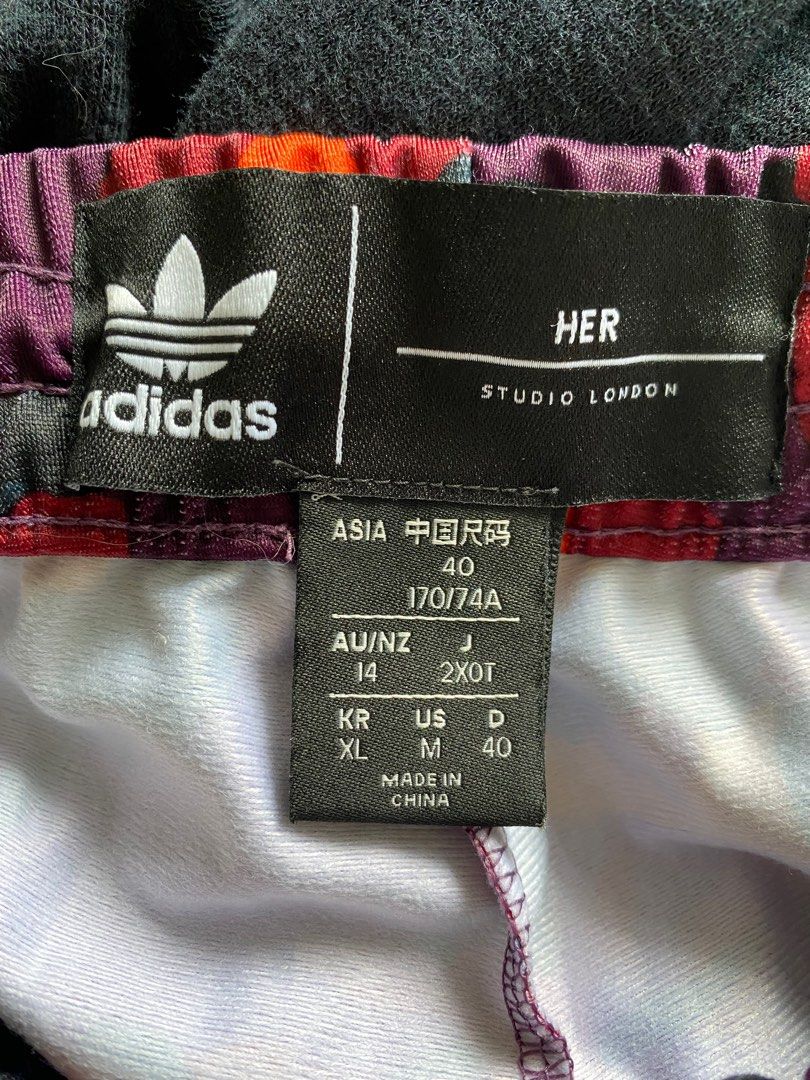 adidas
HER
STUDIO LONDON
ASIA 中国尺码
40
170/74A
AU/NZ J
14 2XOT
KR US D
XL M 40
MADE IN
CHINA